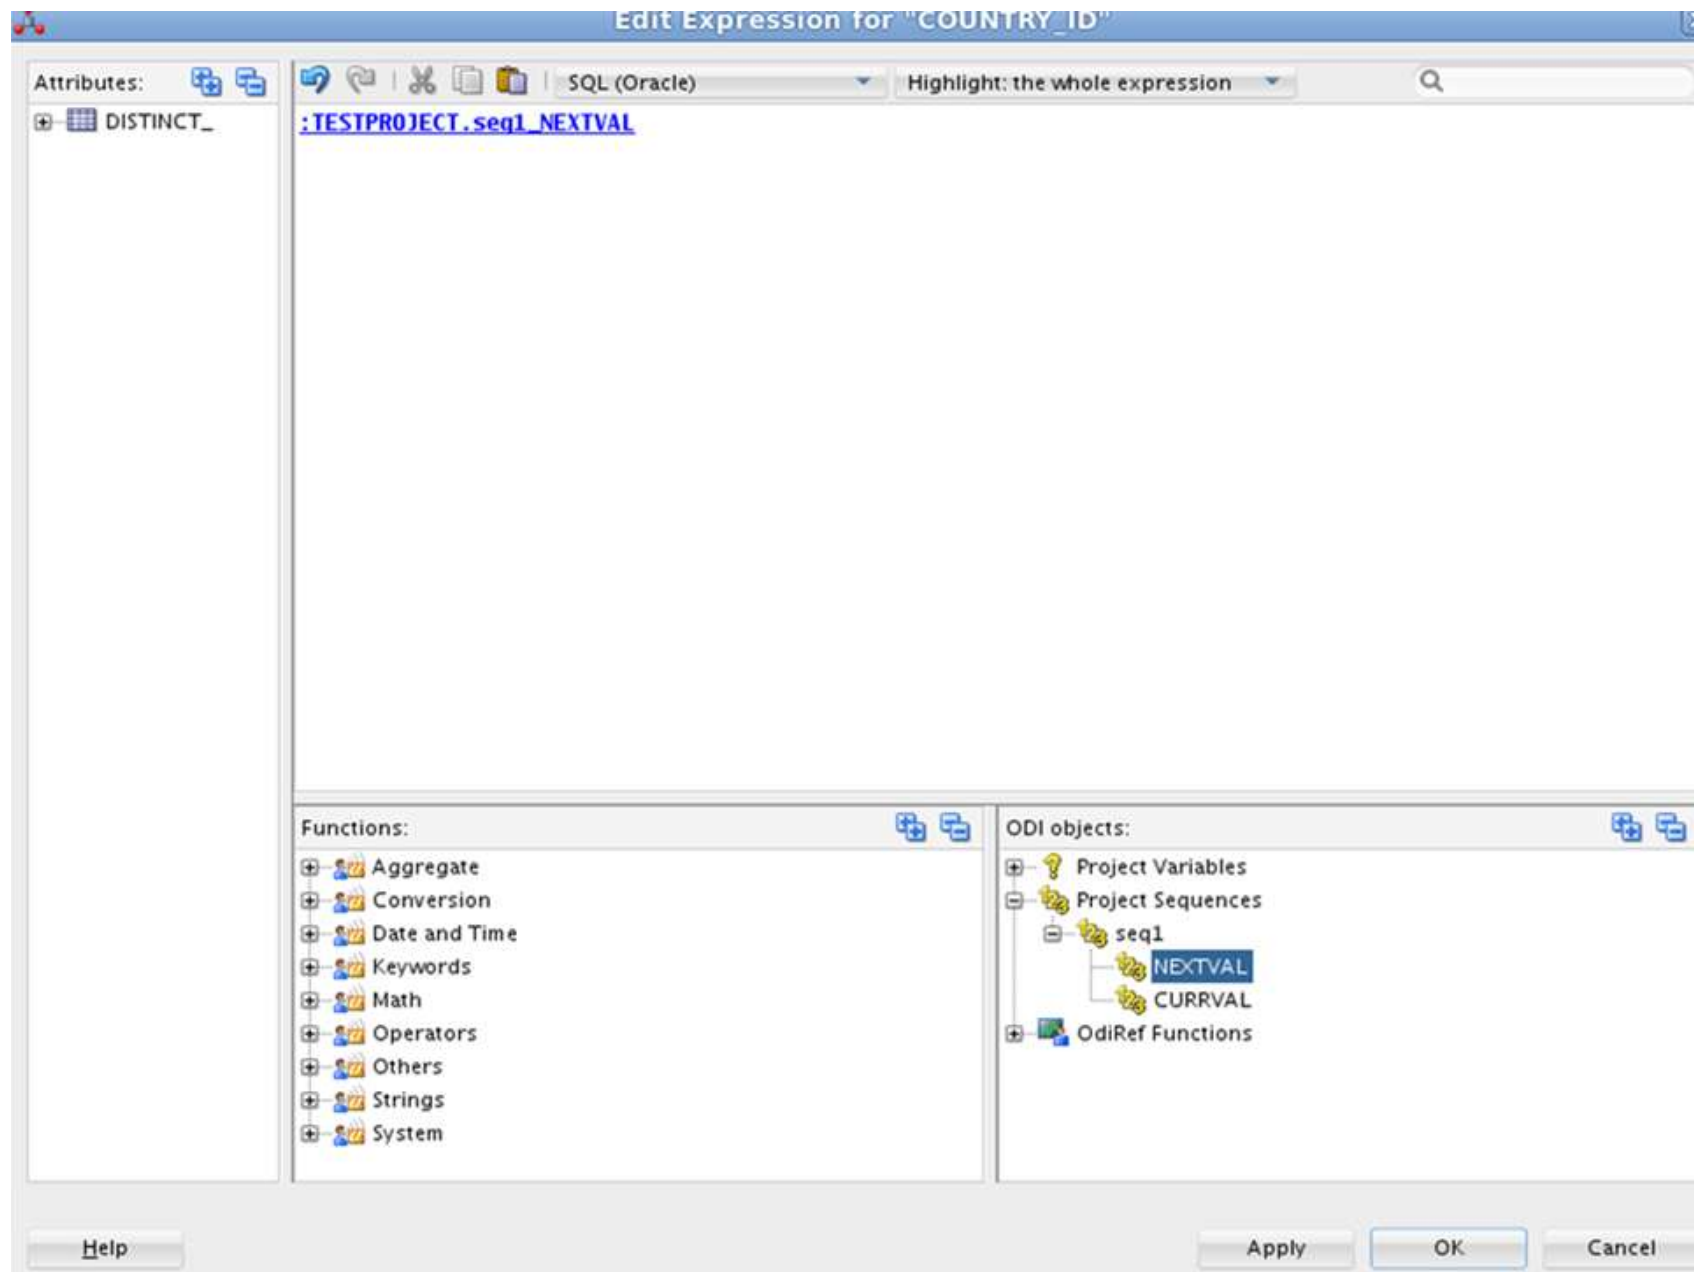 Edit Expression for "COUNTRY_ID"
Attributes:
SQL (Oracle)
Highlight: the whole expression
DISTINCT_
:TESTPROJECT.seq1_NEXTVAL
Functions:
Aggregate
Conversion
Date and Time
Keywords
Math
Operators
Others
Strings
System
ODI objects:
Project Variables
Project Sequences
seq1
NEXTVAL
CURRVAL
OdiRef Functions
Help
Apply
OK
Cancel